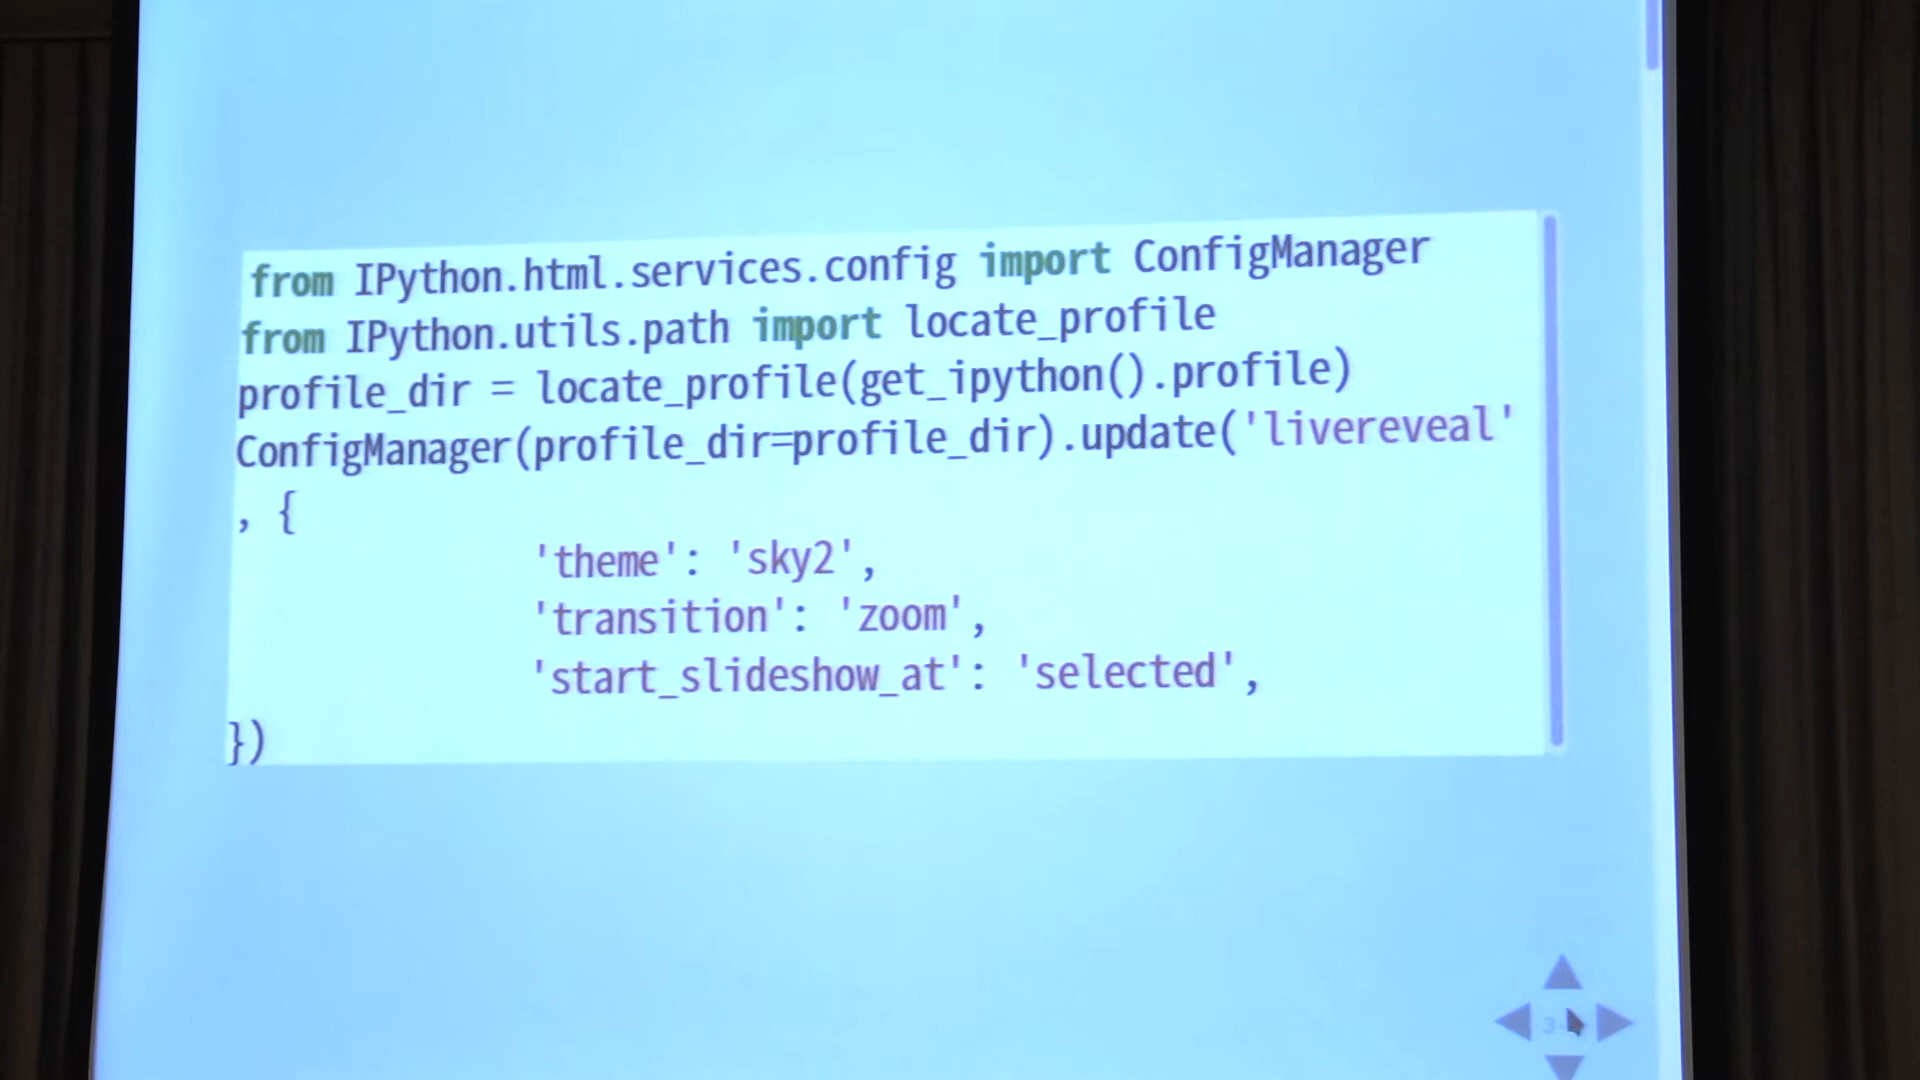 from IPython.html.services.config import ConfigManager
from IPython.utils.path import locate_profile
profile_dir = locate_profile(get_ipython().profile)
ConfigManager(profile_dir=profile_dir).update('livereveal'
, {
            'theme': 'sky2',
            'transition': 'zoom',
            'start_slideshow_at': 'selected',
})